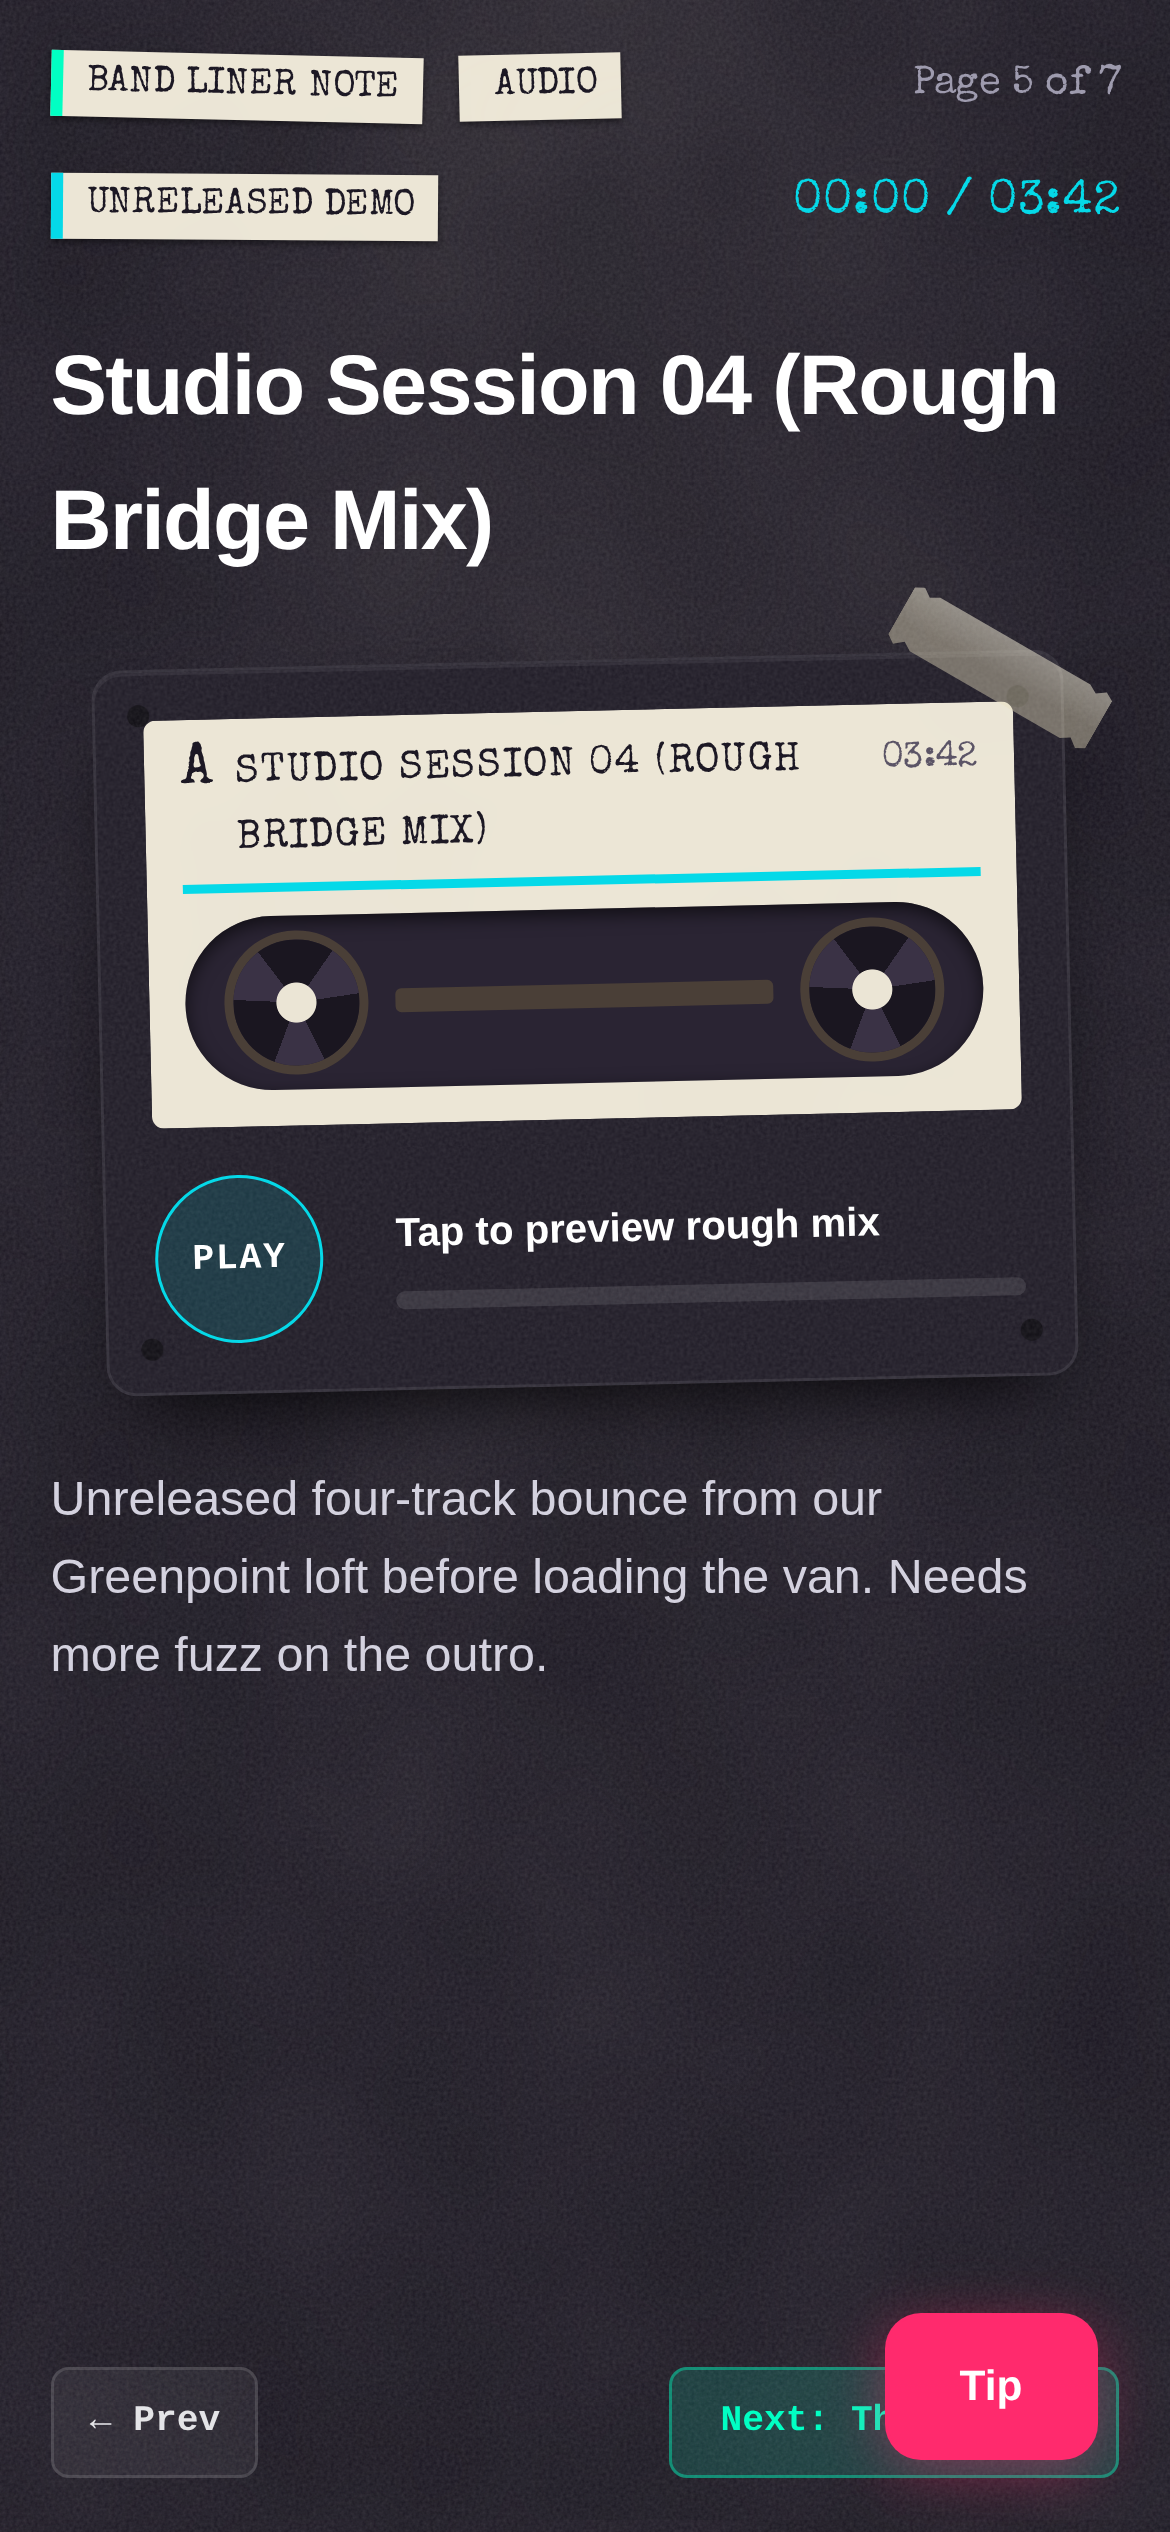 BAND LINER NOTE
AUDIO
Page 5 of 7
UNRELEASED DEMO
00:00 / 03:42
Studio Session 04 (Rough
Bridge Mix)
A STUDIO SESSION 04 (ROUGH
BRIDGE MIX)
03:42
PLAY
Tap to preview rough mix
Unreleased four-track bounce from our
Greenpoint loft before loading the van. Needs
more fuzz on the outro.
← Prev
Next:
Tip